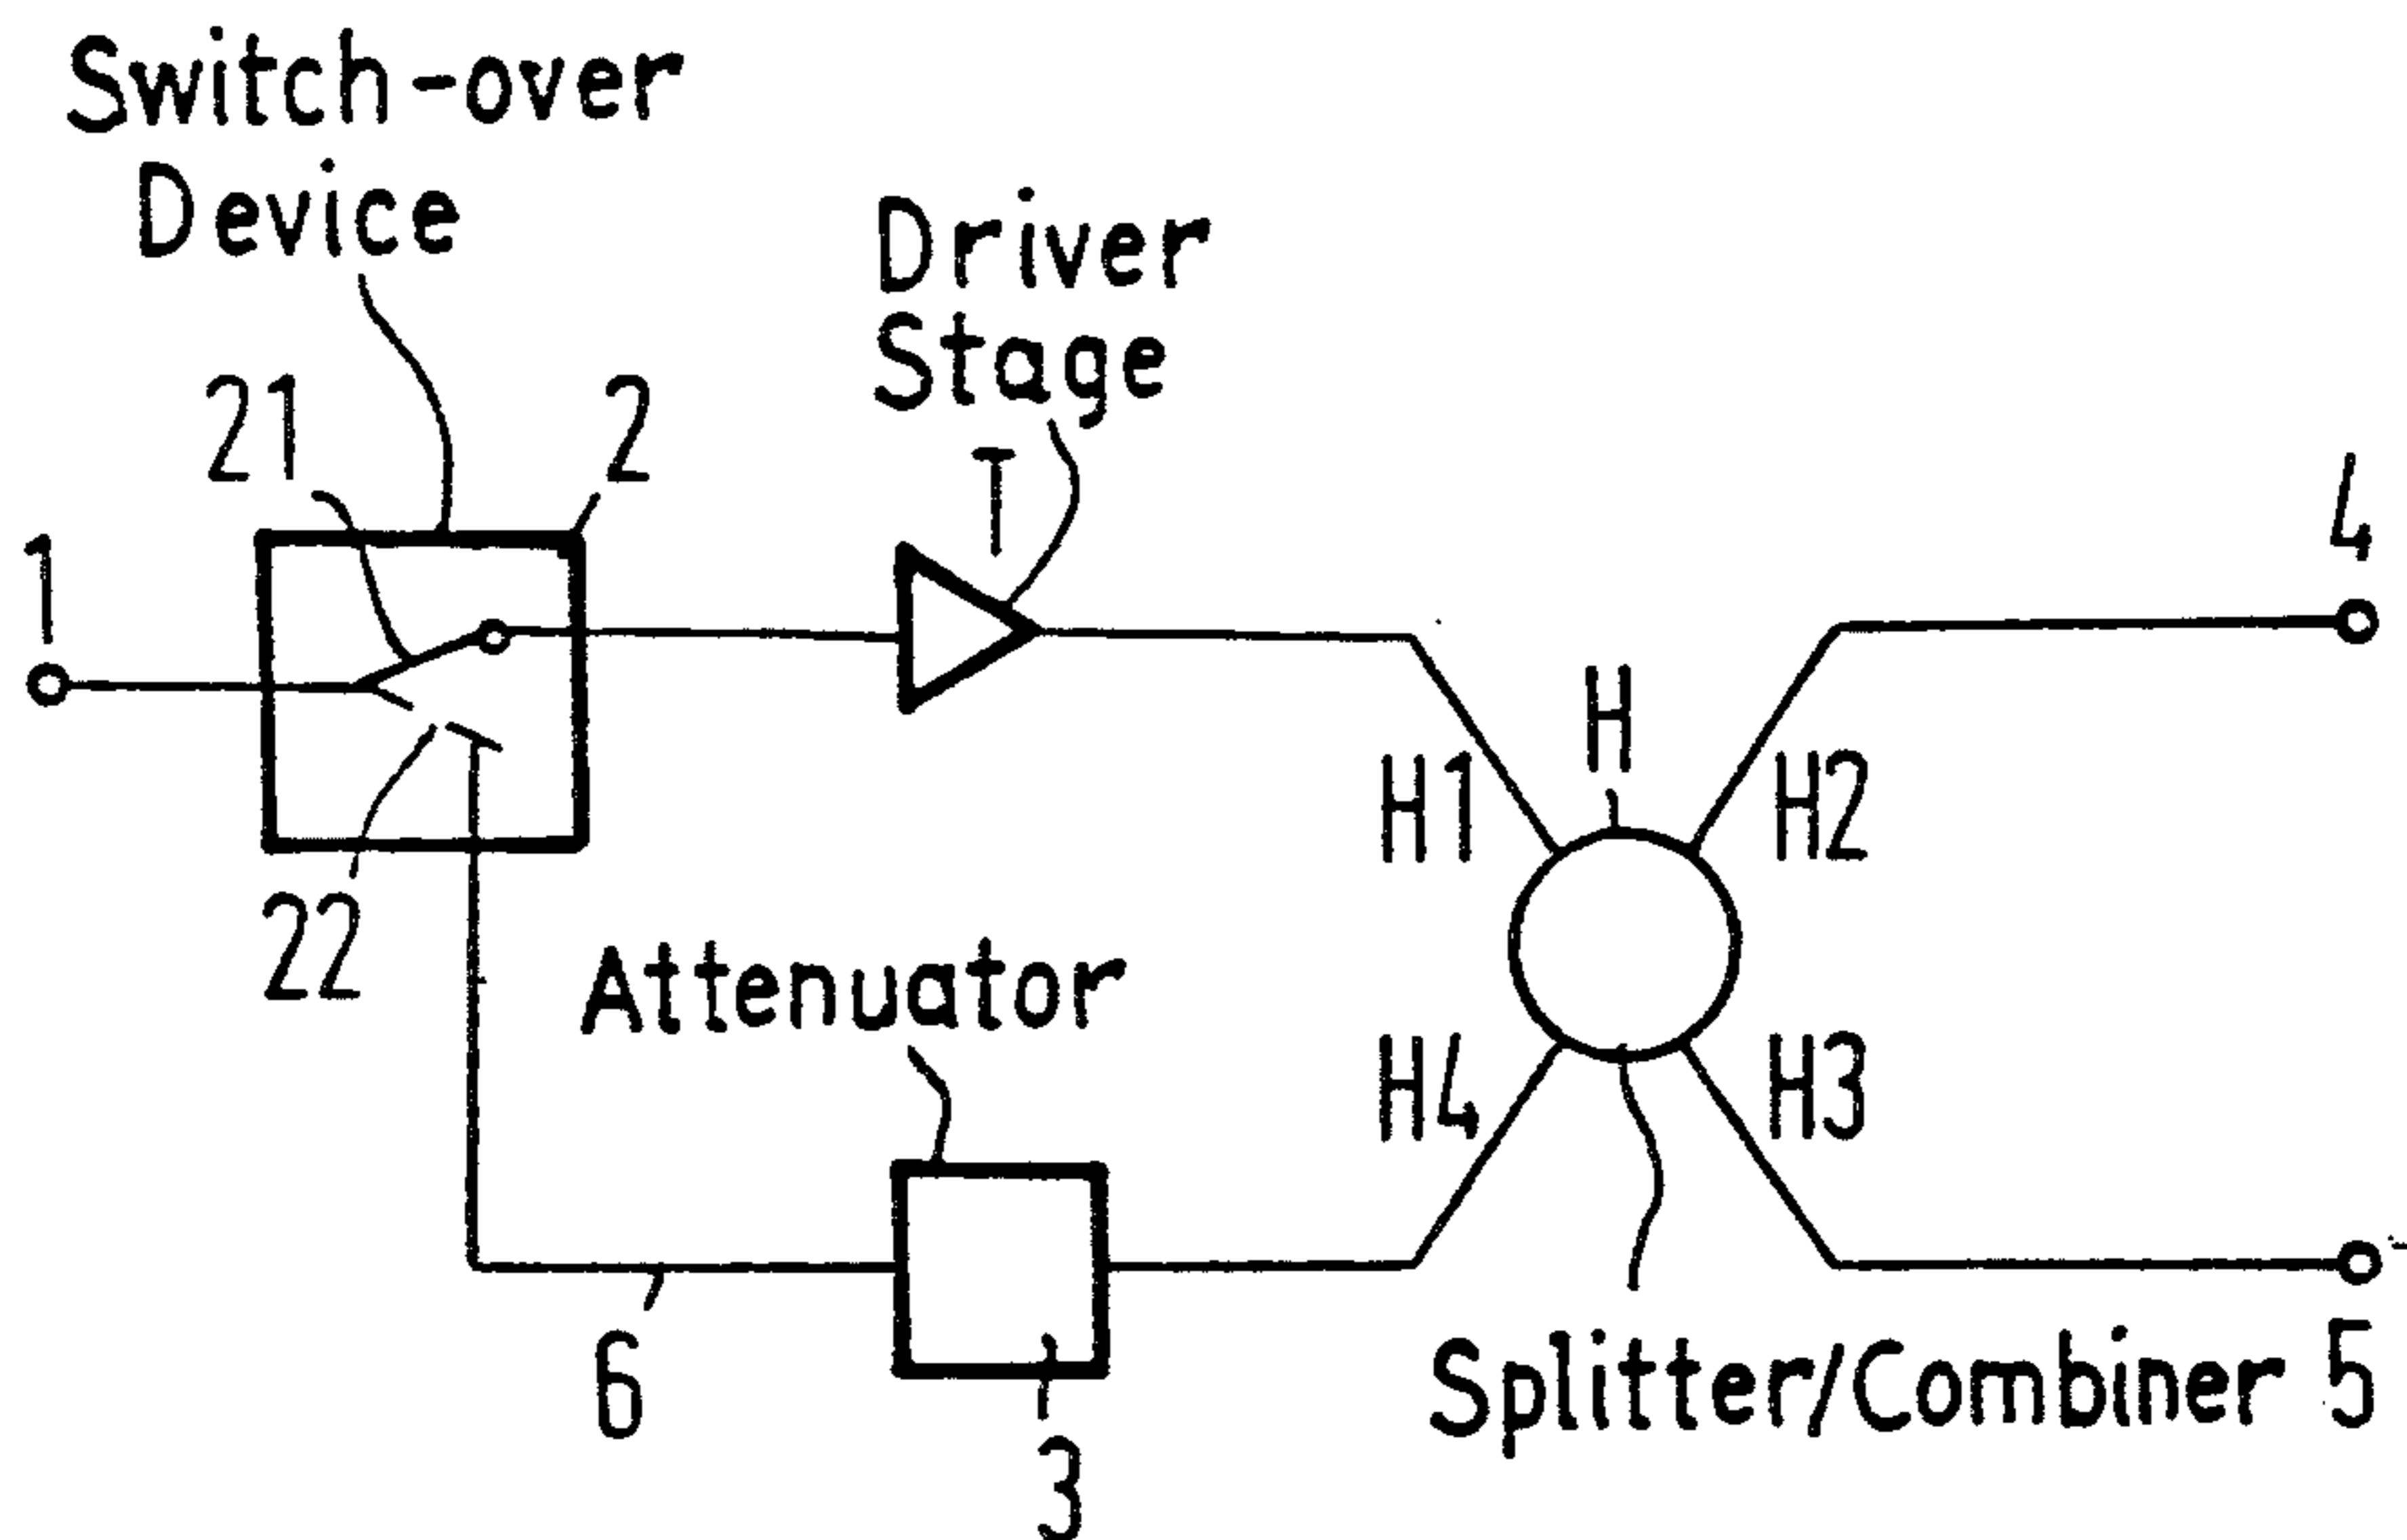 Switch-over
Device
Driver
Stage
21
2
T
4
1
H
H1
H2
22
Attenuator
H4
H3
6
Splitter/Combiner
5
3